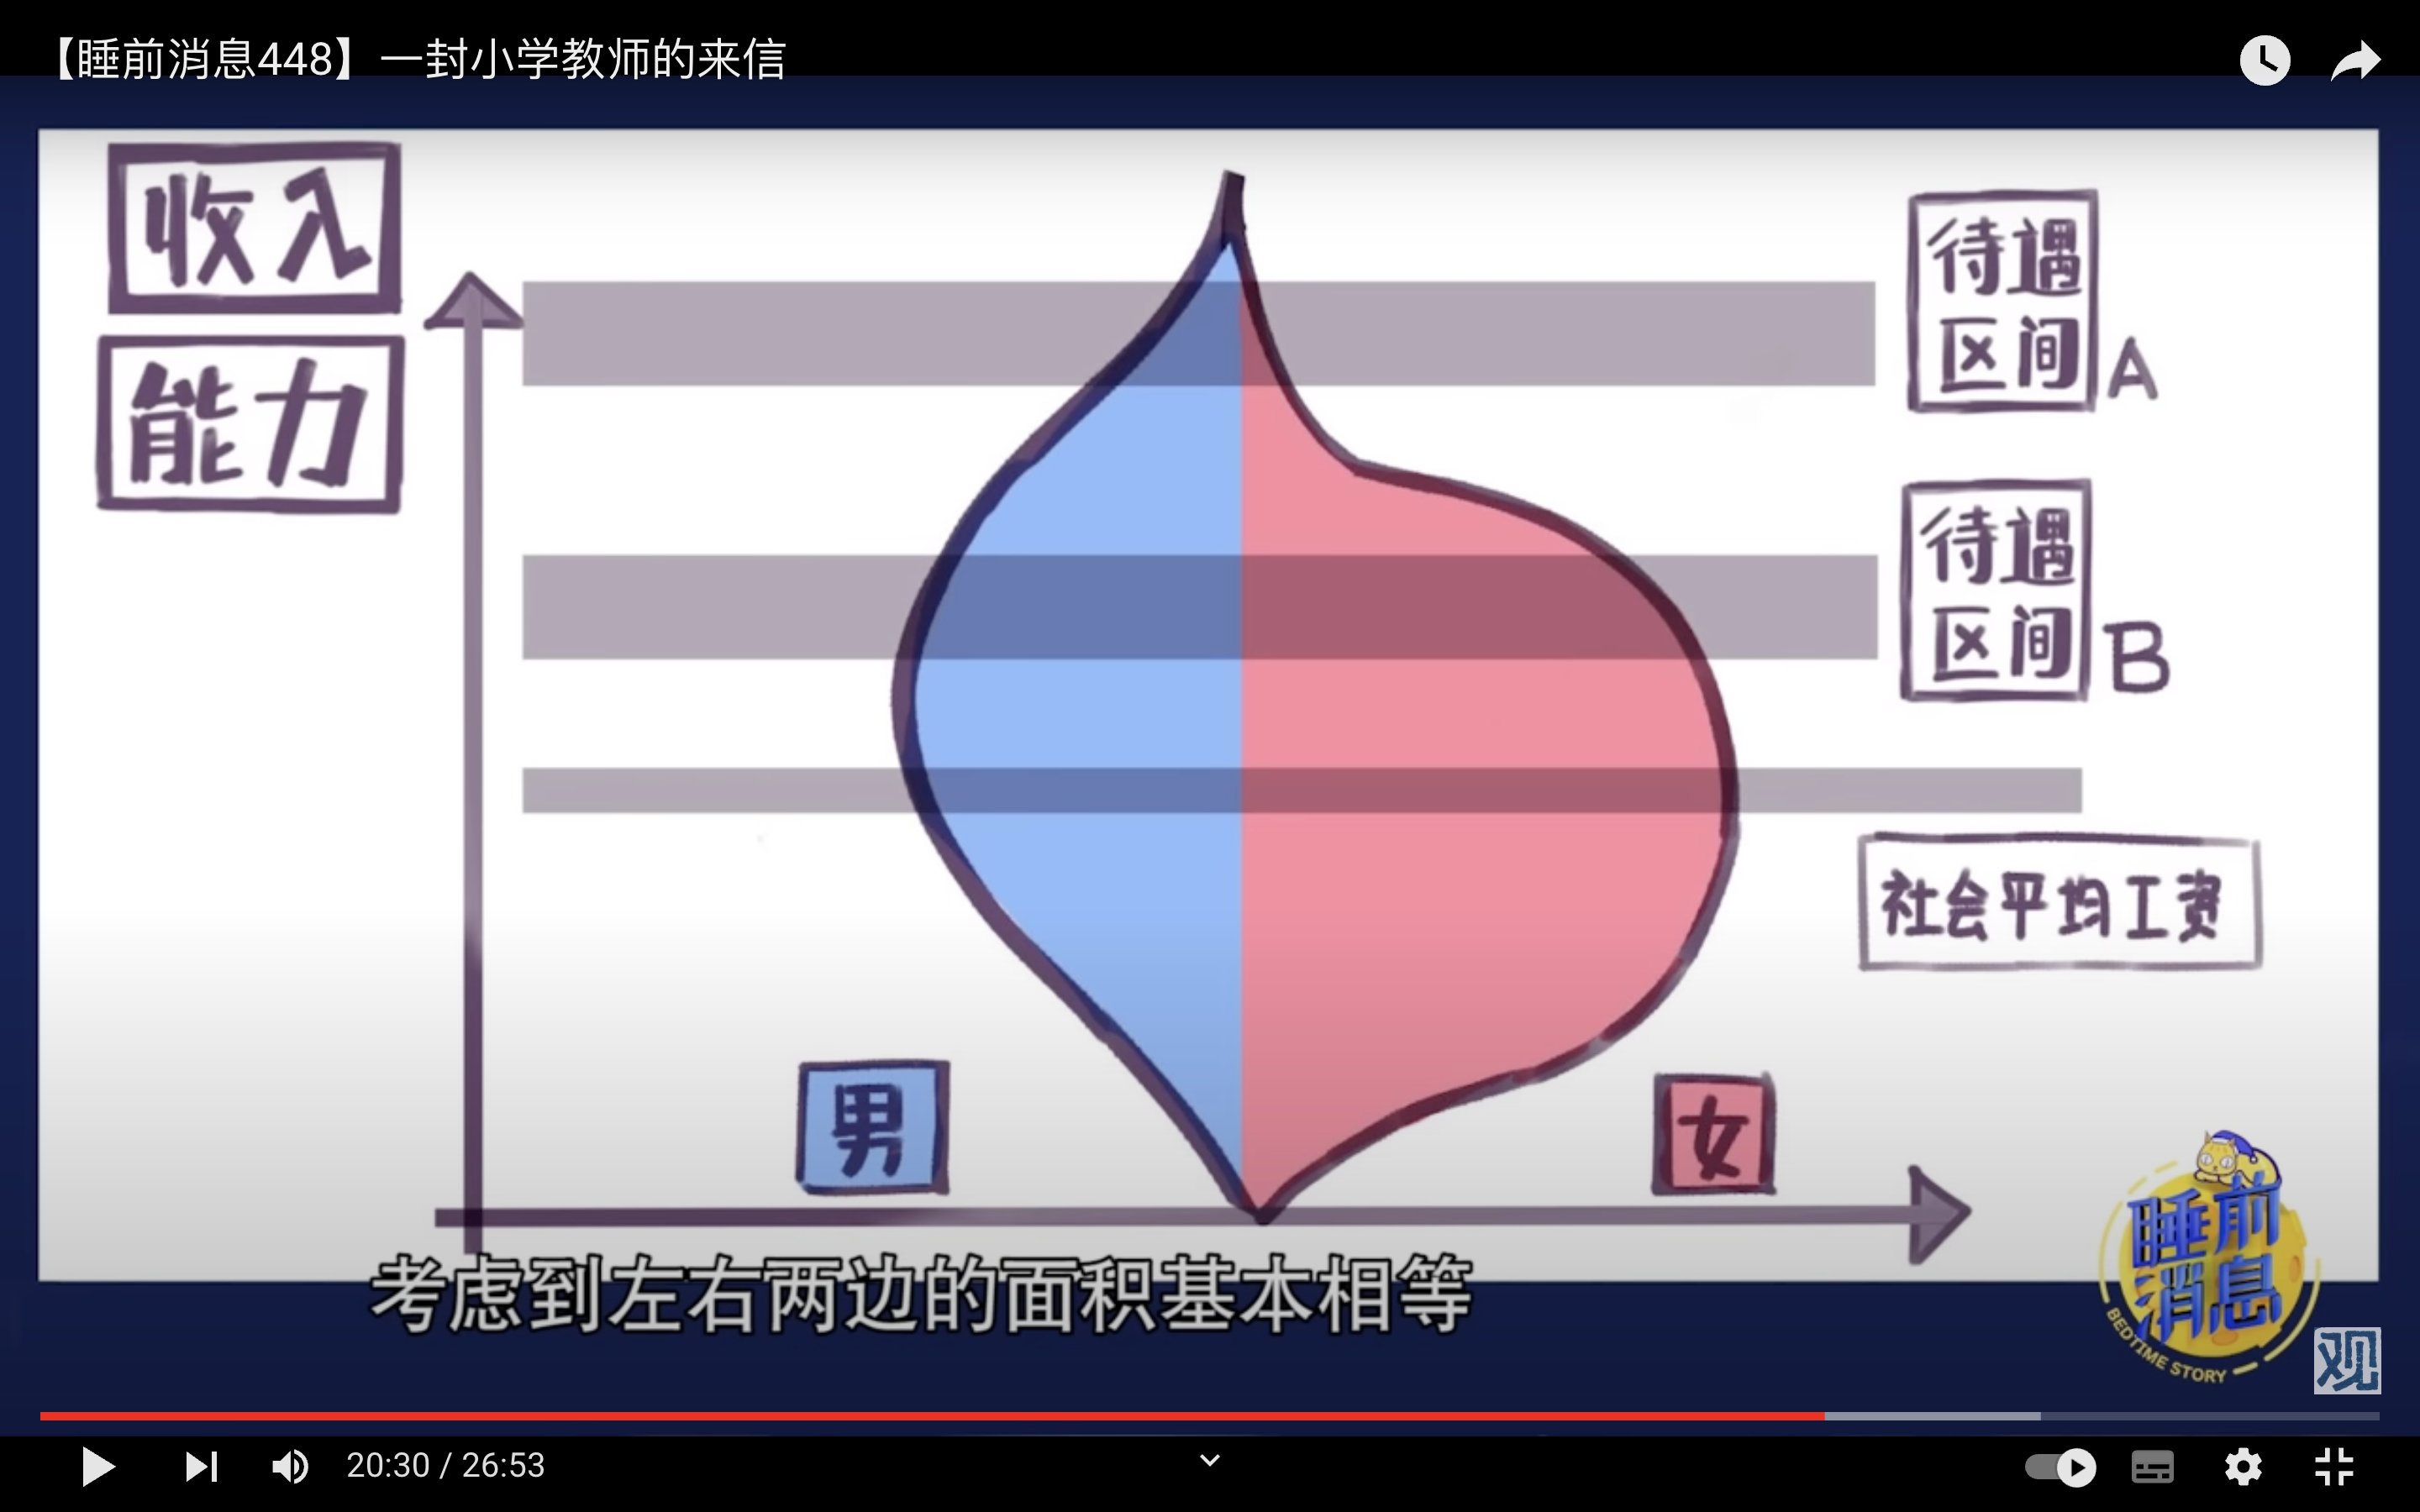 【睡前消息448】一封小学教师的来信
收入
能力
待遇
区间A
待遇
区间B
社会平均工资
男
女
考虑到左右两边的面积基本相等
睡前
消息
BEDTIME STORY
观
20:30 / 26:53